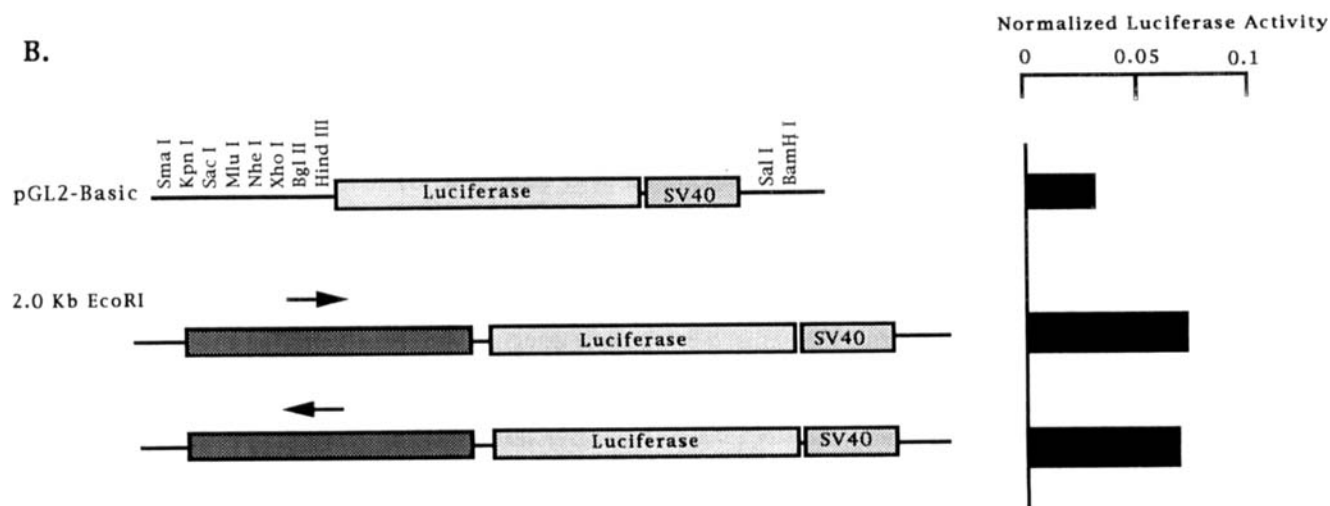 Normalized Luciferase Activity
B.
0 0.05 0.1
Sma I
Kpn I
Sac I
Mlu I
Nhe I
Xho I
Bgl II
Hind III
Sal I
BamH I
pGL2-Basic
Luciferase
SV40
2.0 Kb EcoRI
Luciferase
SV40
Luciferase
SV40